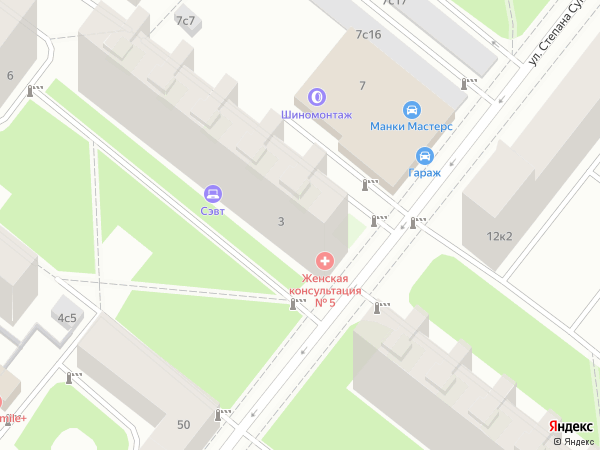 7с17
7с7
7с16
ул. Степана Су
6
7
Шиномонтаж
Манки Мастерс
Гараж
Сэвт
3
12к2
Женская
консультация
№ 5
4с5
mille+
50
Яндекс
© Яндекс